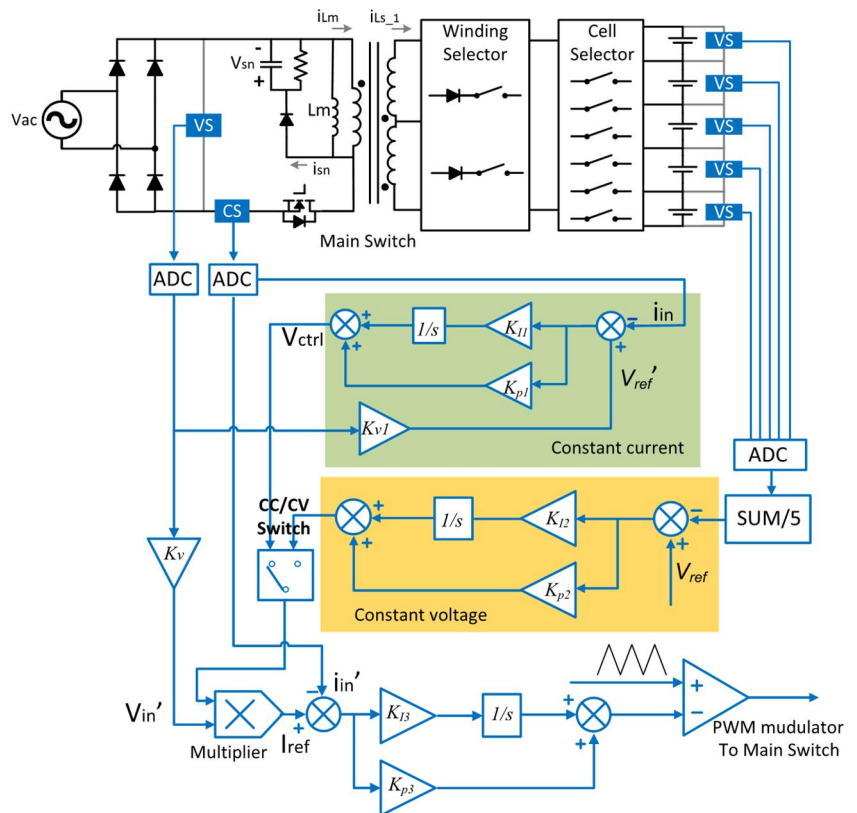 iLm
iLs_1
Winding
Selector
Cell
Selector
-
Vsn
+
Lm
Vac
VS
isn
CS
Main Switch
VS
VS
VS
VS
VS
ADC
ADC
iin
Vctrl
+
+
1/s
KI1
-
+
Kp1
Vref'
Kv1
Constant current
ADC
CC/CV
Switch
+
+
1/s
KI2
-
+
SUM/5
Kv
Kp2
Vref
Constant voltage
Vin'
Multiplier
Iref
-
+
iin'
KI3
1/s
+
+
Kp3
+
-
PWM mudulator
To Main Switch